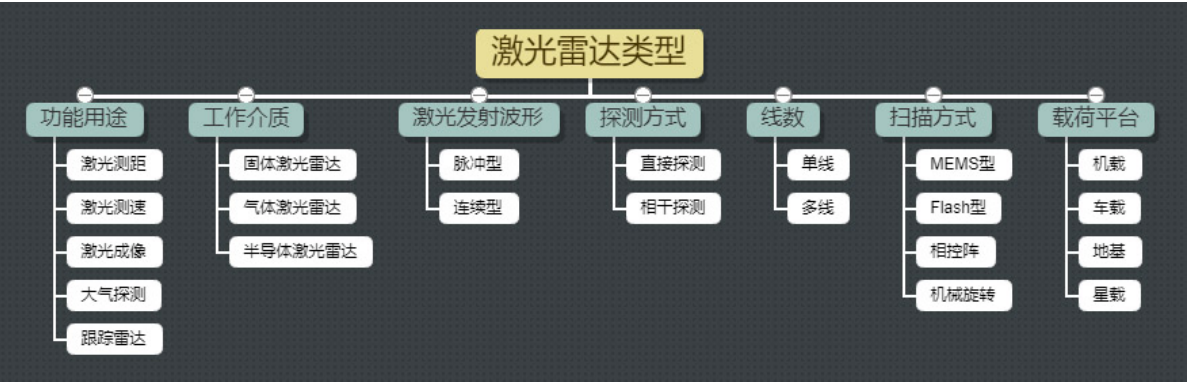 激光雷达类型
功能用途
激光测距
激光测速
激光成像
大气探测
跟踪雷达
工作介质
固体激光雷达
气体激光雷达
半导体激光雷达
激光发射波形
脉冲型
连续型
探测方式
直接探测
相干探测
线数
单线
多线
扫描方式
MEMS型
Flash型
相控阵
机械旋转
载荷平台
机载
车载
地基
星载